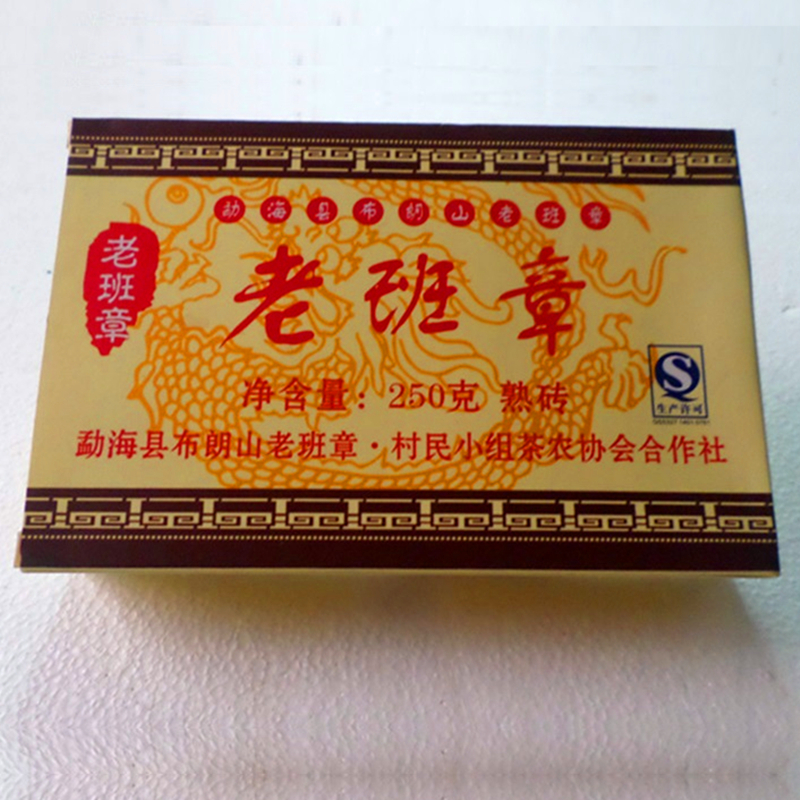 勐海县布朗山老班章
老班章
老班章
净含量：250克 熟砖
生产许可
勐海县布朗山老班章·村民小组茶农协会合作社